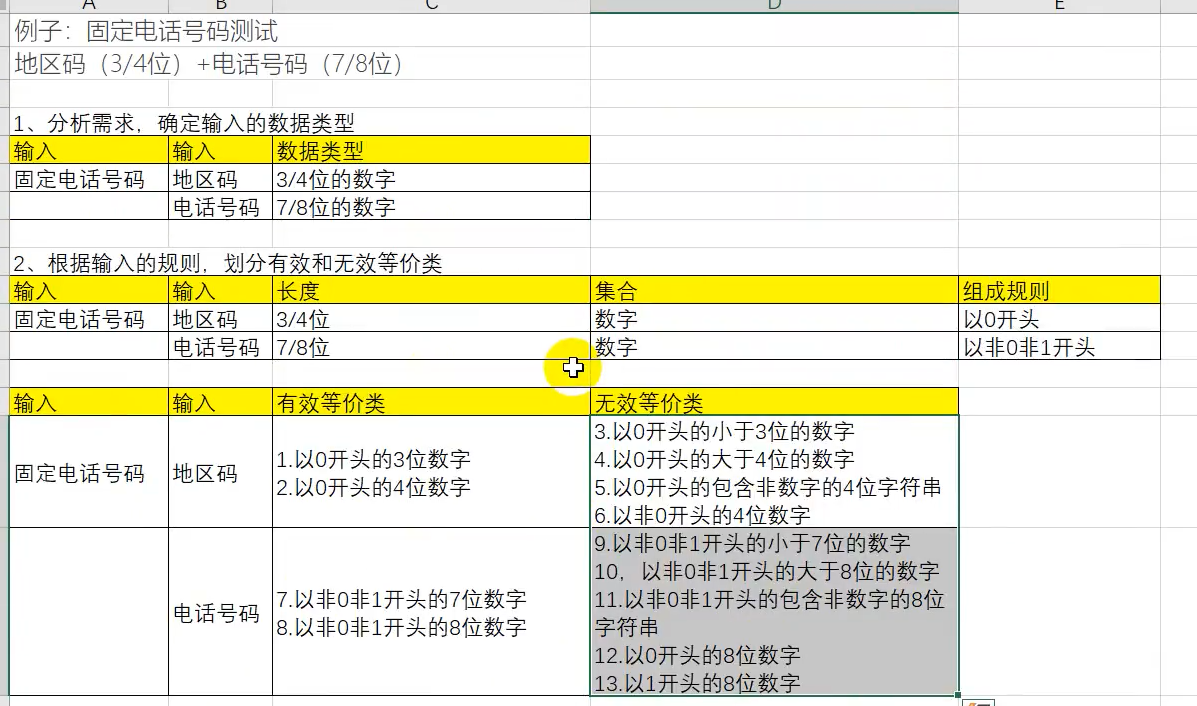 A B C D E
例子：固定电话号码测试
地区码（3/4位）+电话号码（7/8位）
1、分析需求，确定输入的数据类型
输入 输入 数据类型
固定电话号码 地区码 3/4位的数字
电话号码 7/8位的数字
2、根据输入的规则，划分有效和无效等价类
输入 输入 长度 集合 组成规则
固定电话号码 地区码 3/4位 数字 以0开头
电话号码 7/8位 数字 以非0非1开头
输入 输入 有效等价类 无效等价类
固定电话号码 地区码
1.以0开头的3位数字
2.以0开头的4位数字
3.以0开头的小于3位的数字
4.以0开头的大于4位的数字
5.以0开头的包含非数字的4位字符串
6.以非0开头的4位数字
电话号码
7.以非0非1开头的7位数字
8.以非0非1开头的8位数字
9.以非0非1开头的小于7位的数字
10，以非0非1开头的大于8位的数字
11.以非0非1开头的包含非数字的8位
字符串
12.以0开头的8位数字
13.以1开头的8位数字